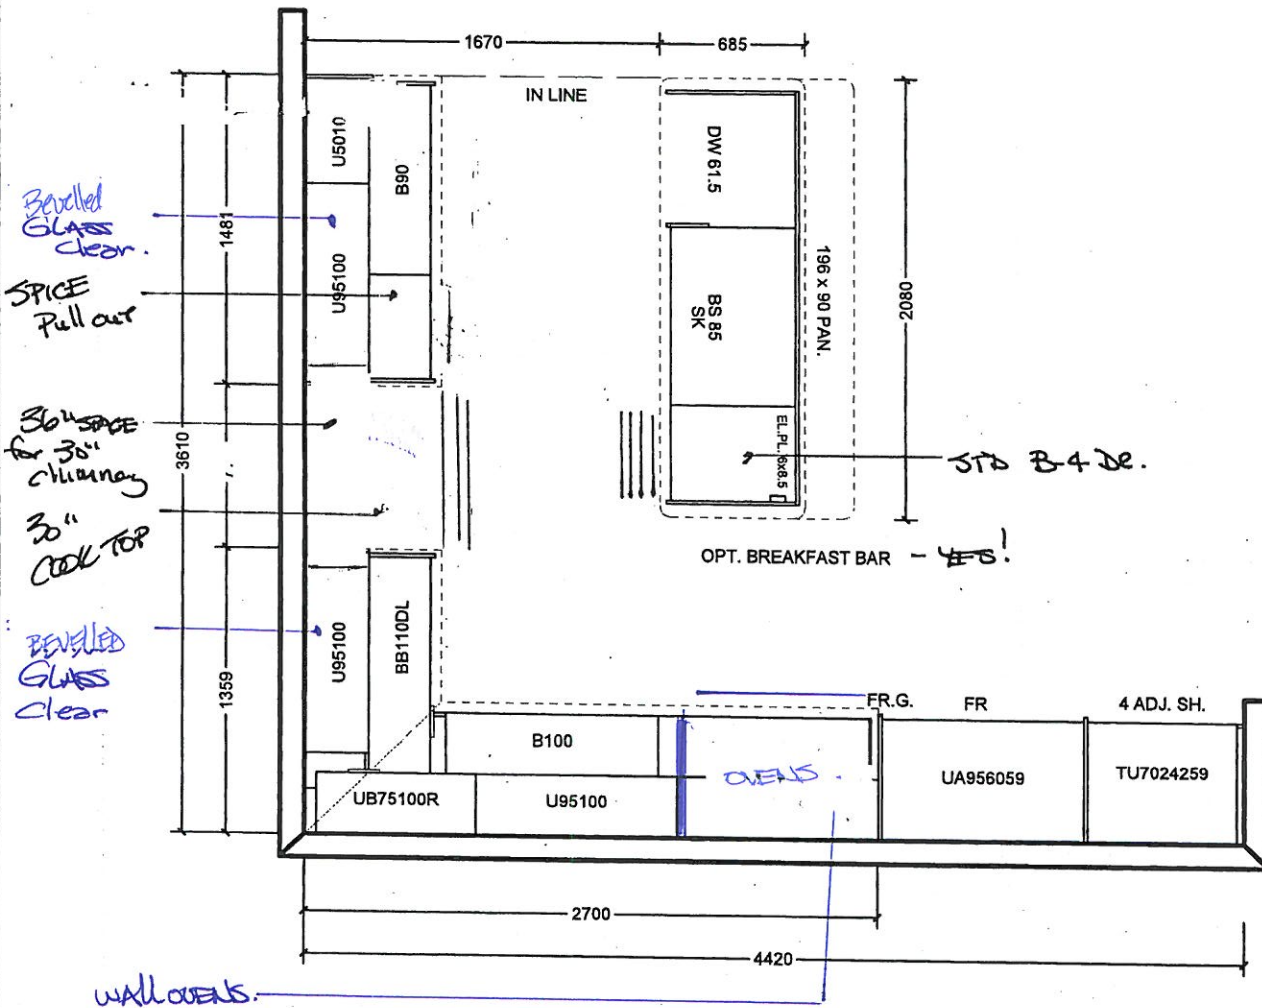 1670
685
IN LINE
U5010
B90
DW 61.5
Bevelled
GLASS
Clear.
1481
U95100
SPICE
Pull out
BS 85
SK
196 x 90 PAN.
2080
36" SPACE
for 30"
chimney
3610
30"
COOK TOP
EL.PL. 6x8.5
STD B-4 DR.
OPT. BREAKFAST BAR - YES!
BEVELLED
GLASS
Clear
U95100
BB110DL
1359
FR.G.
FR
4 ADJ. SH.
B100
OVENS.
UA956059
TU7024259
UB75100R
U95100
2700
4420
WALL OVENS.